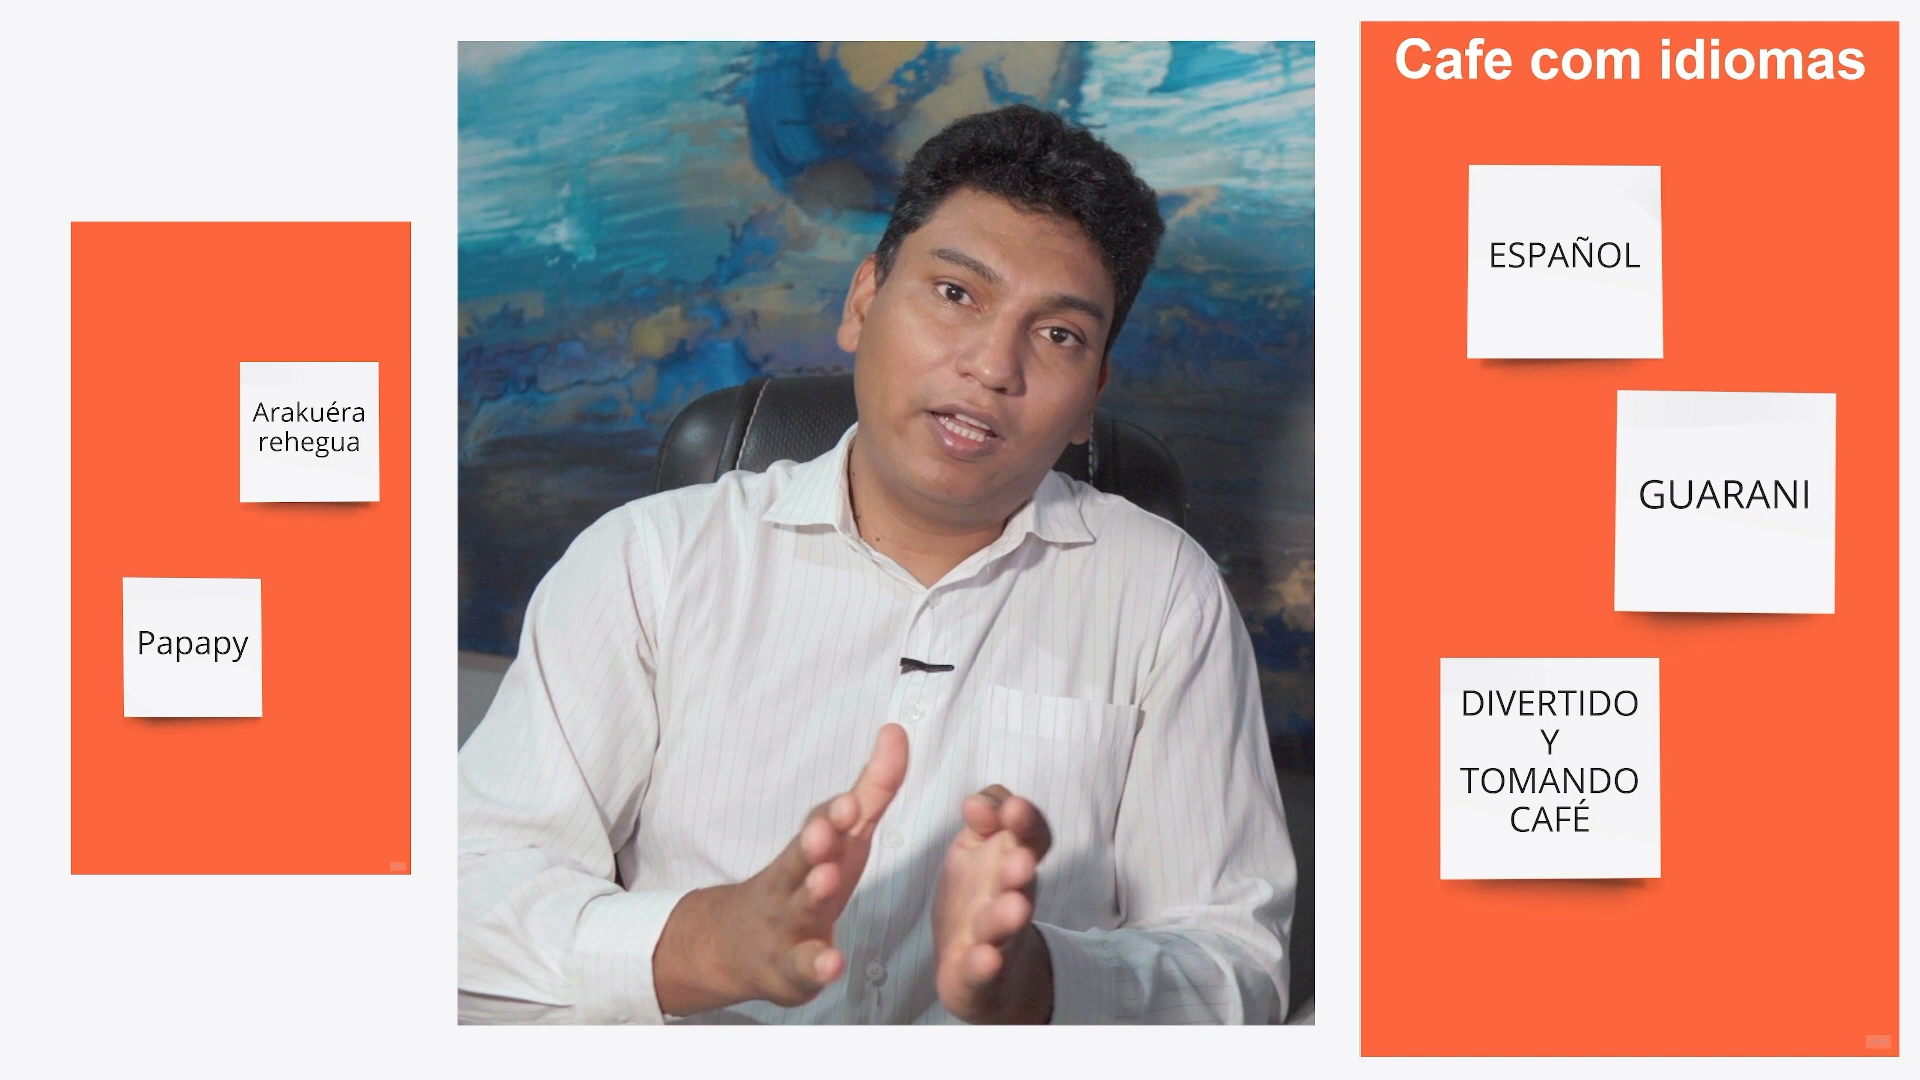 Arakuéra
rehegua
Papapy
Cafe com idiomas
ESPAÑOL
GUARANI
DIVERTIDO
Y
TOMANDO
CAFÉ